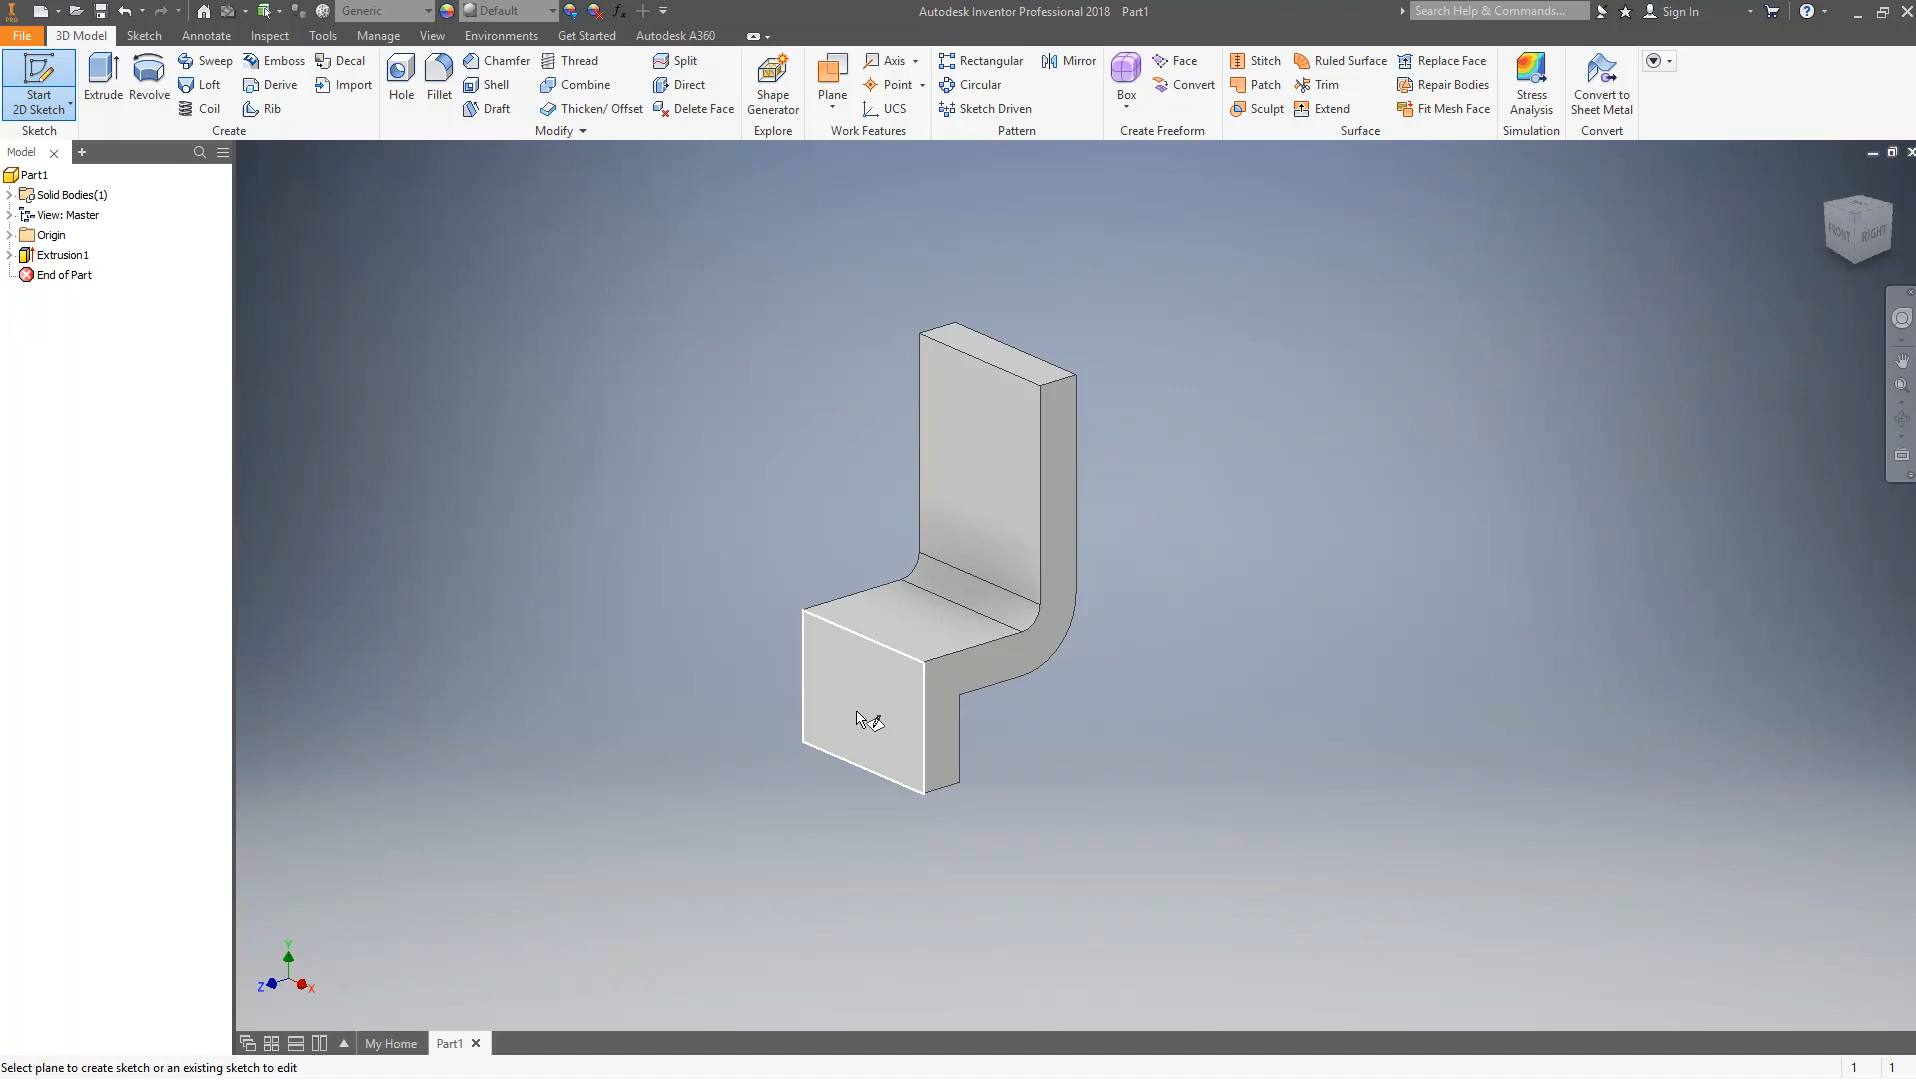 Generic
Default
Autodesk Inventor Professional 2018 Part1
Search Help & Commands...
Sign In
PRO
File
3D Model
Sketch
Annotate
Inspect
Tools
Manage
View
Environments
Get Started
Autodesk A360
Start
2D Sketch
Sketch
Extrude
Revolve
Sweep
Loft
Coil
Emboss
Derive
Rib
Decal
Import
Create
Hole
Fillet
Chamfer
Shell
Draft
Thread
Combine
Thicken/ Offset
Split
Direct
Delete Face
Modify
Shape
Generator
Explore
Plane
Axis
Point
UCS
Work Features
Rectangular
Circular
Sketch Driven
Mirror
Pattern
Box
Face
Convert
Create Freeform
Stitch
Patch
Sculpt
Ruled Surface
Trim
Extend
Replace Face
Repair Bodies
Fit Mesh Face
Surface
Stress
Analysis
Simulation
Convert to
Sheet Metal
Convert
Model
Part1
Solid Bodies(1)
View: Master
Origin
Extrusion1
End of Part
FRONT
RIGHT
Y
Z
X
My Home
Part1
Select plane to create sketch or an existing sketch to edit
1
1